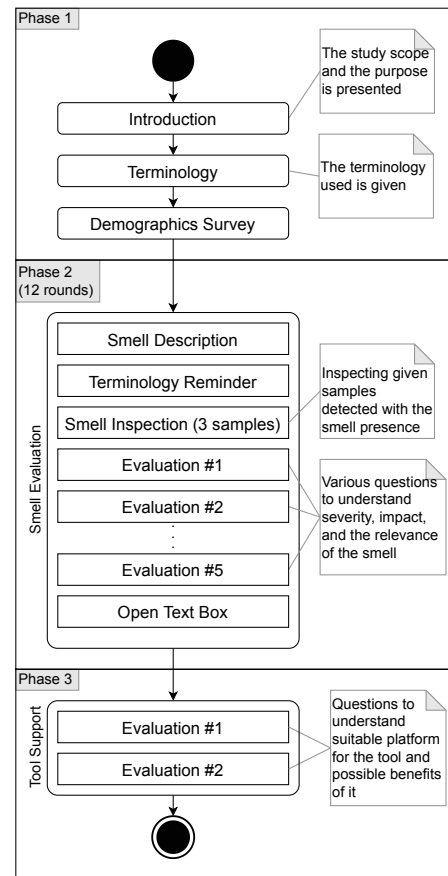 Phase 1
The study scope
and the purpose
is presented
Introduction
Terminology
The terminology
used is given
Demographics Survey
Phase 2
(12 rounds)
Smell Evaluation
Smell Description
Terminology Reminder
Smell Inspection (3 samples)
Inspecting given
samples
detected with the
smell presence
Evaluation #1
Evaluation #2
.
.
.
Evaluation #5
Various questions
to understand
severity, impact,
and the relevance
of the smell
Open Text Box
Phase 3
Tool Support
Evaluation #1
Evaluation #2
Questions to
understand
suitable platform
for the tool and
possible benefits
of it